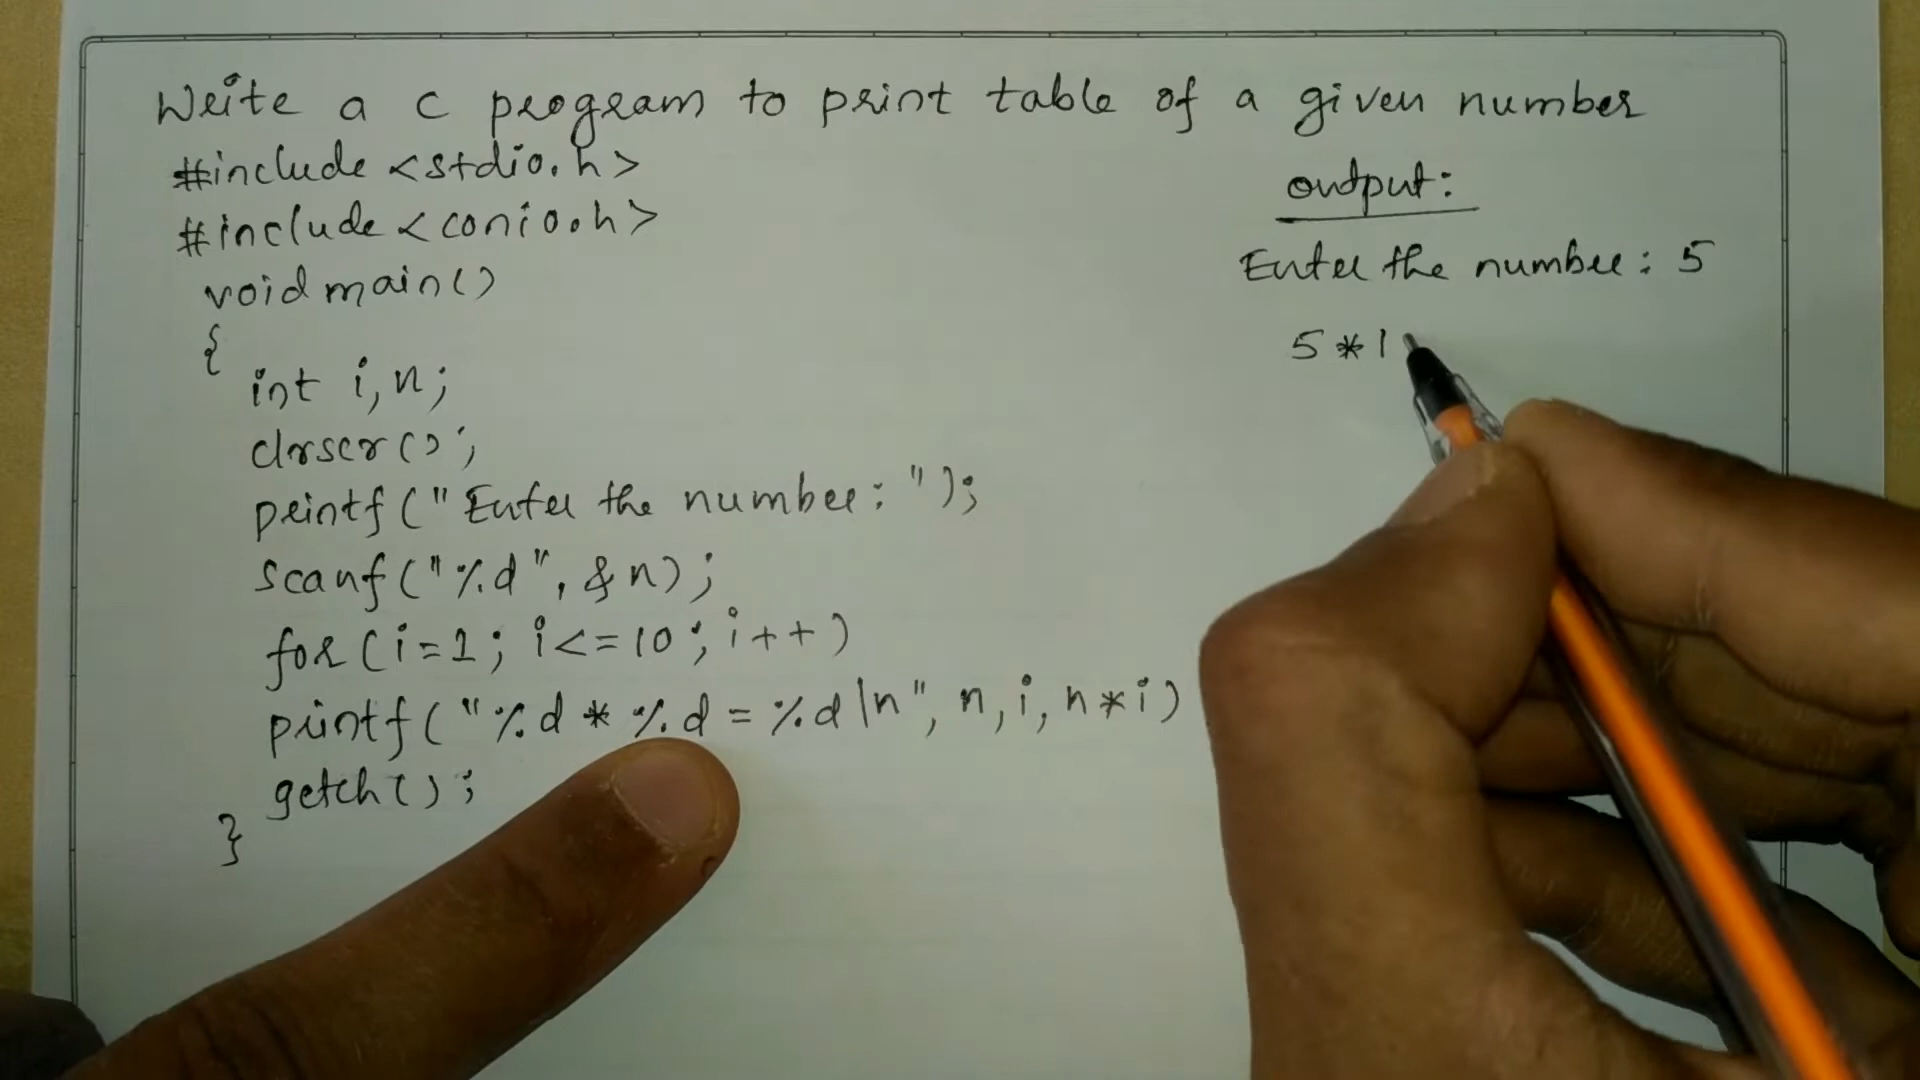 Write a c program to print table of a given number
#include <stdio.h>
#include <conio.h>
void main()
{
int i,n;
clrscr();
printf("Enter the number: ");
scanf("%d", &n);
for(i=1; i<=10; i++)
printf("%d * %d = %d\n", n, i, n*i)
getch();
}
output:
Enter the number: 5
5 * 1